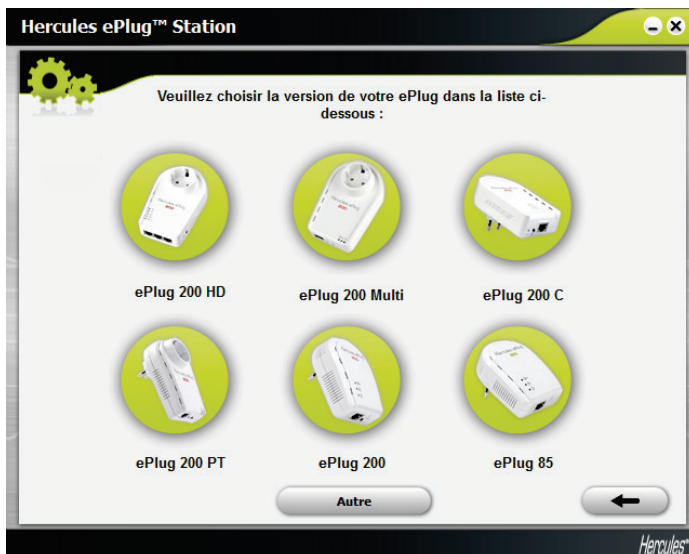 Hercules ePlug™ Station
Veuillez choisir la version de votre ePlug dans la liste ci-
dessous :
ePlug 200 HD
ePlug 200 Multi
ePlug 200 C
ePlug 200 PT
ePlug 200
ePlug 85
Autre
Hercules